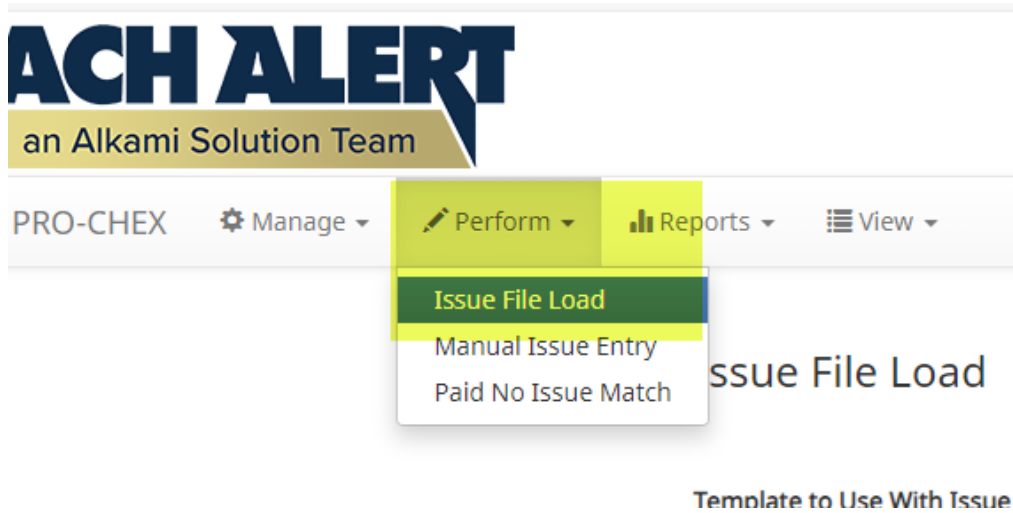 ACH ALERT
an Alkami Solution Team
PRO-CHEX Manage Perform Reports View
Issue File Load
Manual Issue Entry
Paid No Issue Match
ssue File Load
Template to Use With Issue